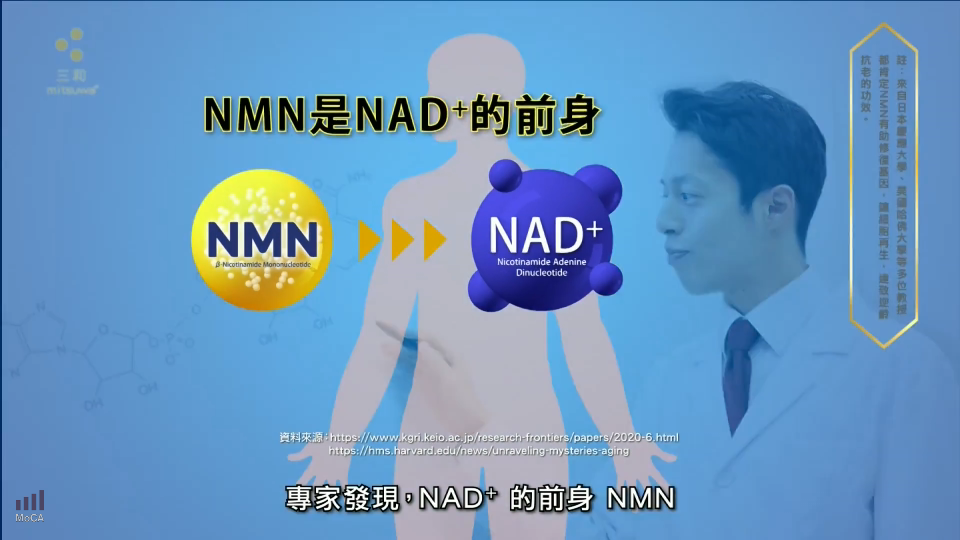 三和
mitsuwa
NMN是NAD⁺的前身
NMN
β-Nicotinamide Mononucleotide
NAD⁺
Nicotinamide Adenine
Dinucleotide
註：來自日本慶應大學、美國哈佛大學等多位教授
都肯定NMN有助修復基因，讓細胞再生，達致逆齡
抗老的功效。
OH
OH
OH
資料來源：https://www.kgri.keio.ac.jp/research-frontiers/papers/2020-6.html
https://hms.harvard.edu/news/unraveling-mysteries-aging
專家發現，NAD⁺ 的前身 NMN
MoCA